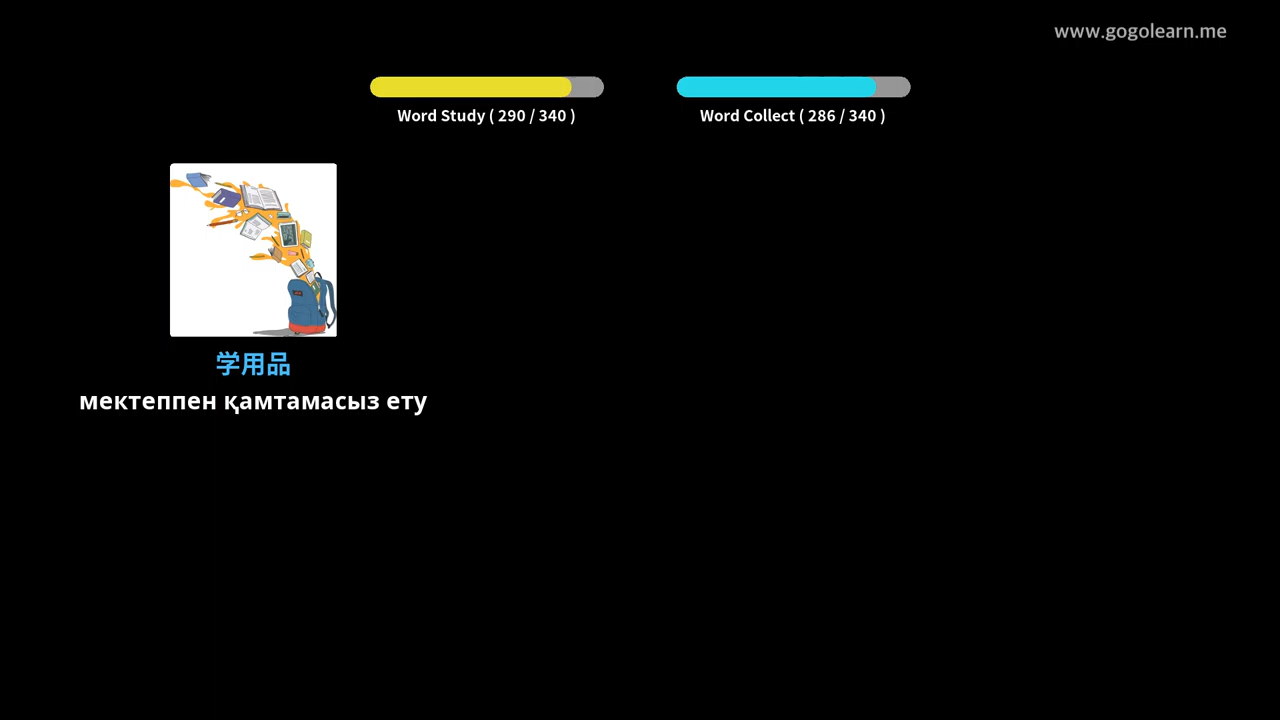 www.gogolearn.me
Word Study ( 290 / 340 )
Word Collect ( 286 / 340 )
学用品
мектеппен қамтамасыз ету